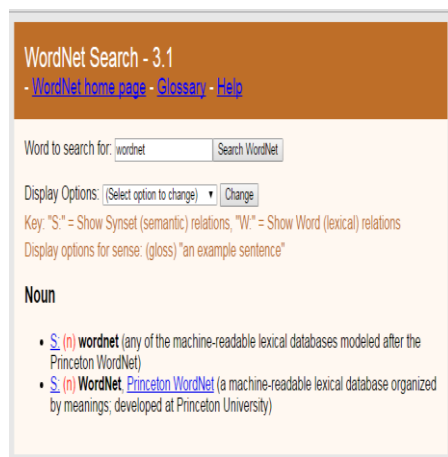 WordNet Search - 3.1
- WordNet home page - Glossary - Help
Word to search for: wordnet Search WordNet
Display Options: (Select option to change) Change
Key: "S:" = Show Synset (semantic) relations, "W:" = Show Word (lexical) relations
Display options for sense: (gloss) "an example sentence"
Noun
• S: (n) wordnet (any of the machine-readable lexical databases modeled after the
Princeton WordNet)
• S: (n) WordNet, Princeton WordNet (a machine-readable lexical database organized
by meanings; developed at Princeton University)